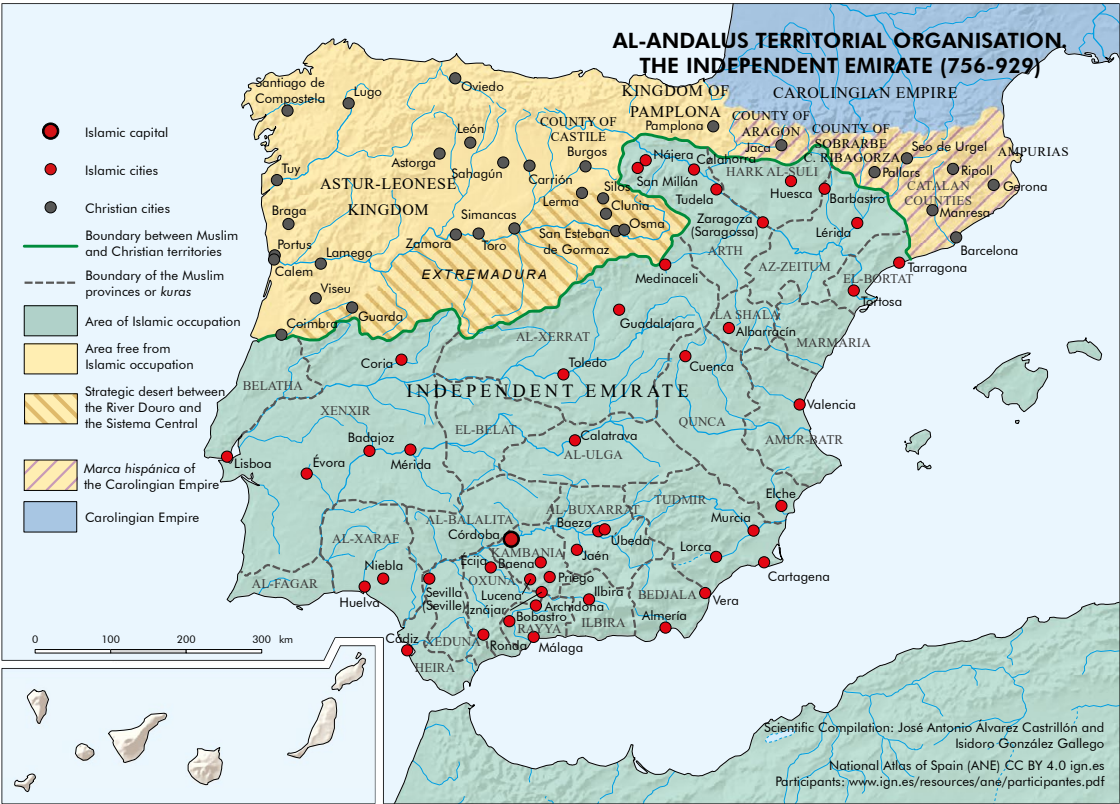 AL-ANDALUS TERRITORIAL ORGANISATION,
THE INDEPENDENT EMIRATE (756-929)
Islamic capital
Islamic cities
Christian cities
Boundary between Muslim
and Christian territories
Boundary of the Muslim
provinces or kuras
Area of Islamic occupation
Area free from
Islamic occupation
Strategic desert between
the River Douro and
the Sistema Central
Marca hispánica of
the Carolingian Empire
Carolingian Empire
CAROLINGIAN EMPIRE
KINGDOM OF
PAMPLONA
Pamplona
COUNTY OF
ARAGON
Jaca
COUNTY OF
SOBRARBE
C. RIBAGORZA
Pallars
Seo de Urgel
AMPURIAS
Ripoll
Gerona
CATALAN
COUNTIES
Manresa
Barcelona
Santiago de
Compostela
Lugo
Oviedo
León
Astorga
Sahagún
Carrión
COUNTY OF
CASTILE
Burgos
Lerma
Silos
Clunia
Osma
San Esteban
de Gormaz
Tuy
ASTUR-LEONESE
KINGDOM
Braga
Simancas
Zamora
Toro
Portus
Calem
Lamego
Viseu
Guarda
Coimbra
EXTREMADURA
Nájera
San Millán
Calahorra
HARK AL-SULI
Tudela
Huesca
Barbastro
Zaragoza
(Saragossa)
Lérida
ARTH
AZ-ZEITUM
EL-BORTAT
Tarragona
Tortosa
Medinaceli
Guadalajara
LA SHALA
Albarracín
MARMARIA
AL-XERRAT
Coria
Toledo
Cuenca
INDEPENDENT EMIRATE
BELATHA
XENXIR
EL-BELAT
QUNCA
Valencia
Badajoz
Mérida
Calatrava
AL-ULGA
AMUR-BATR
Lisboa
Évora
Elche
TUDMIR
AL-BALALITA
AL-BUXARRAT
Murcia
Córdoba
Baeza
Úbeda
AL-XARAF
KAMBANIA
Jaén
Lorca
Cartagena
Écija
Baena
AL-FAGAR
Niebla
OXUNA
Priego
Huelva
Sevilla
(Seville)
Lucena
Ilbira
BEDJALA
Vera
Iznájar
Archidona
Bobastro
ILBIRA
Almería
RAYYA
Cádiz
XEDUNA
Ronda
Málaga
HEIRA
0
100
200
300 km
Scientific Compilation: José Antonio Álvarez Castrillón and
Isidoro González Gallego
National Atlas of Spain (ANE) CC BY 4.0 ign.es
Participants: www.ign.es/resources/ane/participantes.pdf